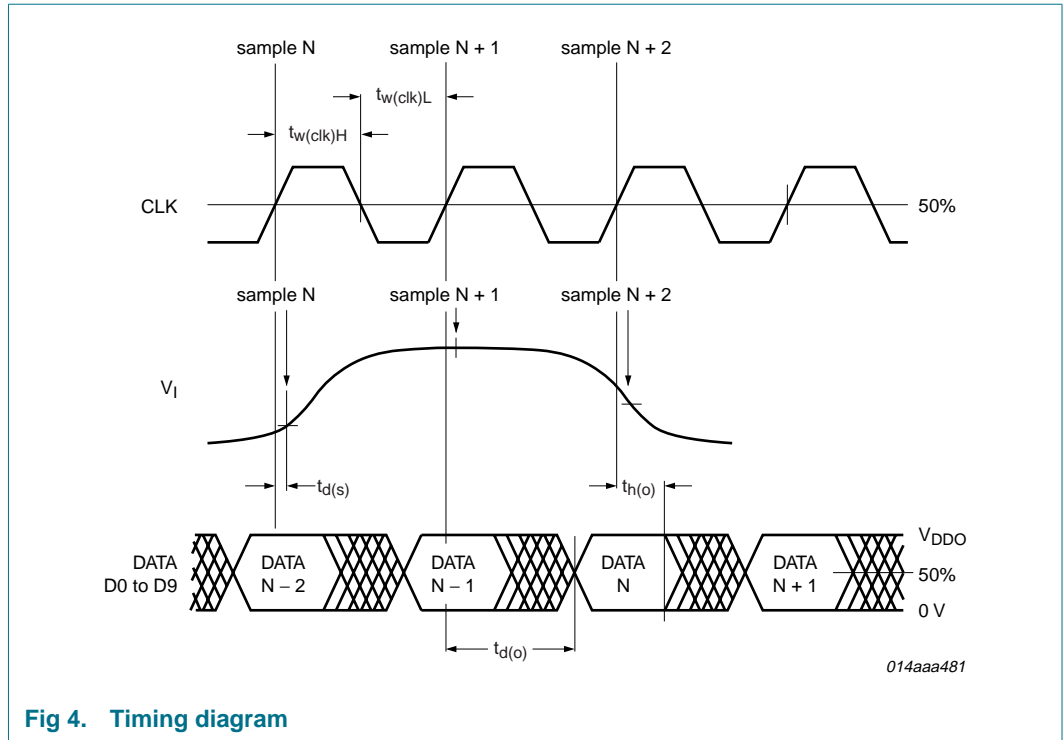 sample N
sample N + 1
sample N + 2
tw(clk)L
tw(clk)H
CLK
50%
sample N
sample N + 1
sample N + 2
VI
td(s)
th(o)
VDDO
DATA
D0 to D9
DATA
N − 2
DATA
N − 1
DATA
N
DATA
N + 1
50%
0 V
td(o)
014aaa481
Fig 4. Timing diagram